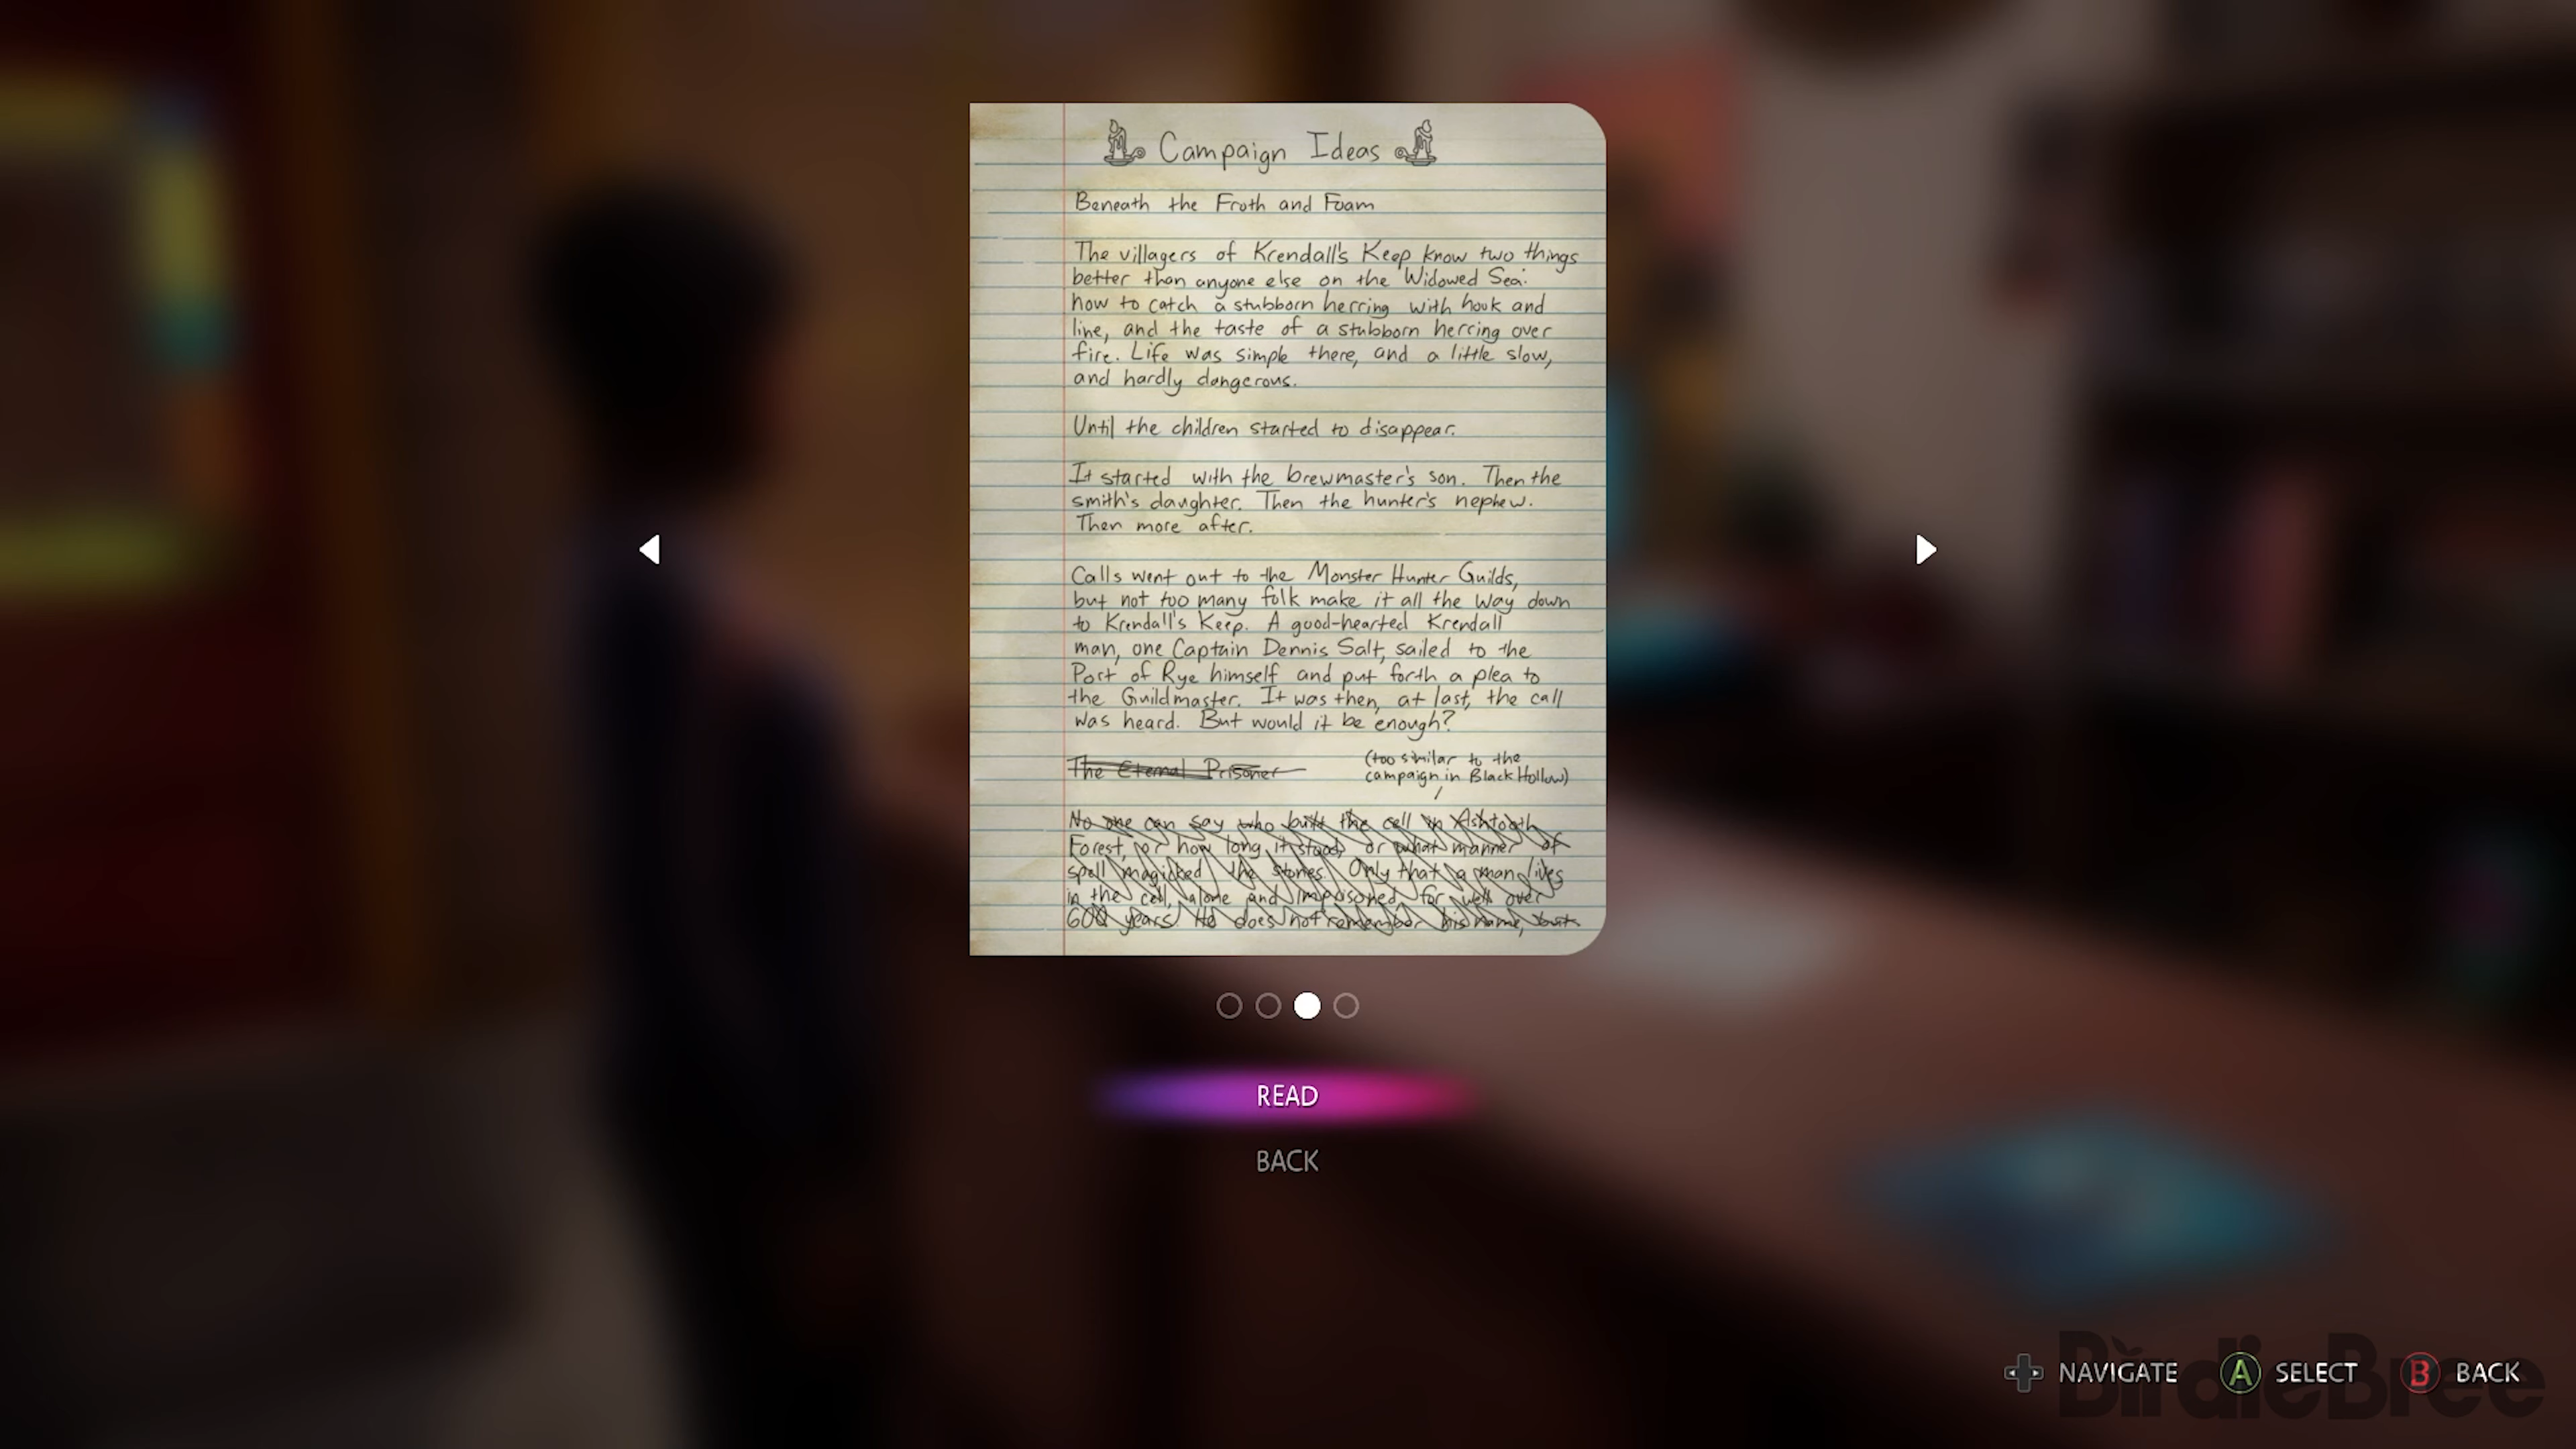 Campaign Ideas
Beneath the Froth and Foam
The villagers of Krendall's Keep know two things
better than anyone else on the Widowed Sea:
how to catch a stubborn herring with hook and
line, and the taste of a stubborn herring over
fire. Life was simple there, and a little slow,
and hardly dangerous.
Until the children started to disappear.
It started with the brewmaster's son. Then the
smith's daughter. Then the hunter's nephew.
Then more after.
Calls went out to the Monster Hunter Guilds,
but not too many folk make it all the way down
to Krendall's Keep. A good-hearted Krendall
man, one Captain Dennis Salt, sailed to the
Port of Rye himself and put forth a plea to
the Guildmaster. It was then, at last, the call
was heard. But would it be enough?
The Eternal Prisoner
(too similar to the
campaign in Black Hollow)
No one can say who built the cell in Ashtooth
Forest, or how long it stood, or what manner of
spell magicked the stones. Only that a man lives
in the cell, alone and imprisoned, for well over
600 years. He does not remember his name, but
READ
BACK
NAVIGATE A SELECT B BACK
BirdieBree